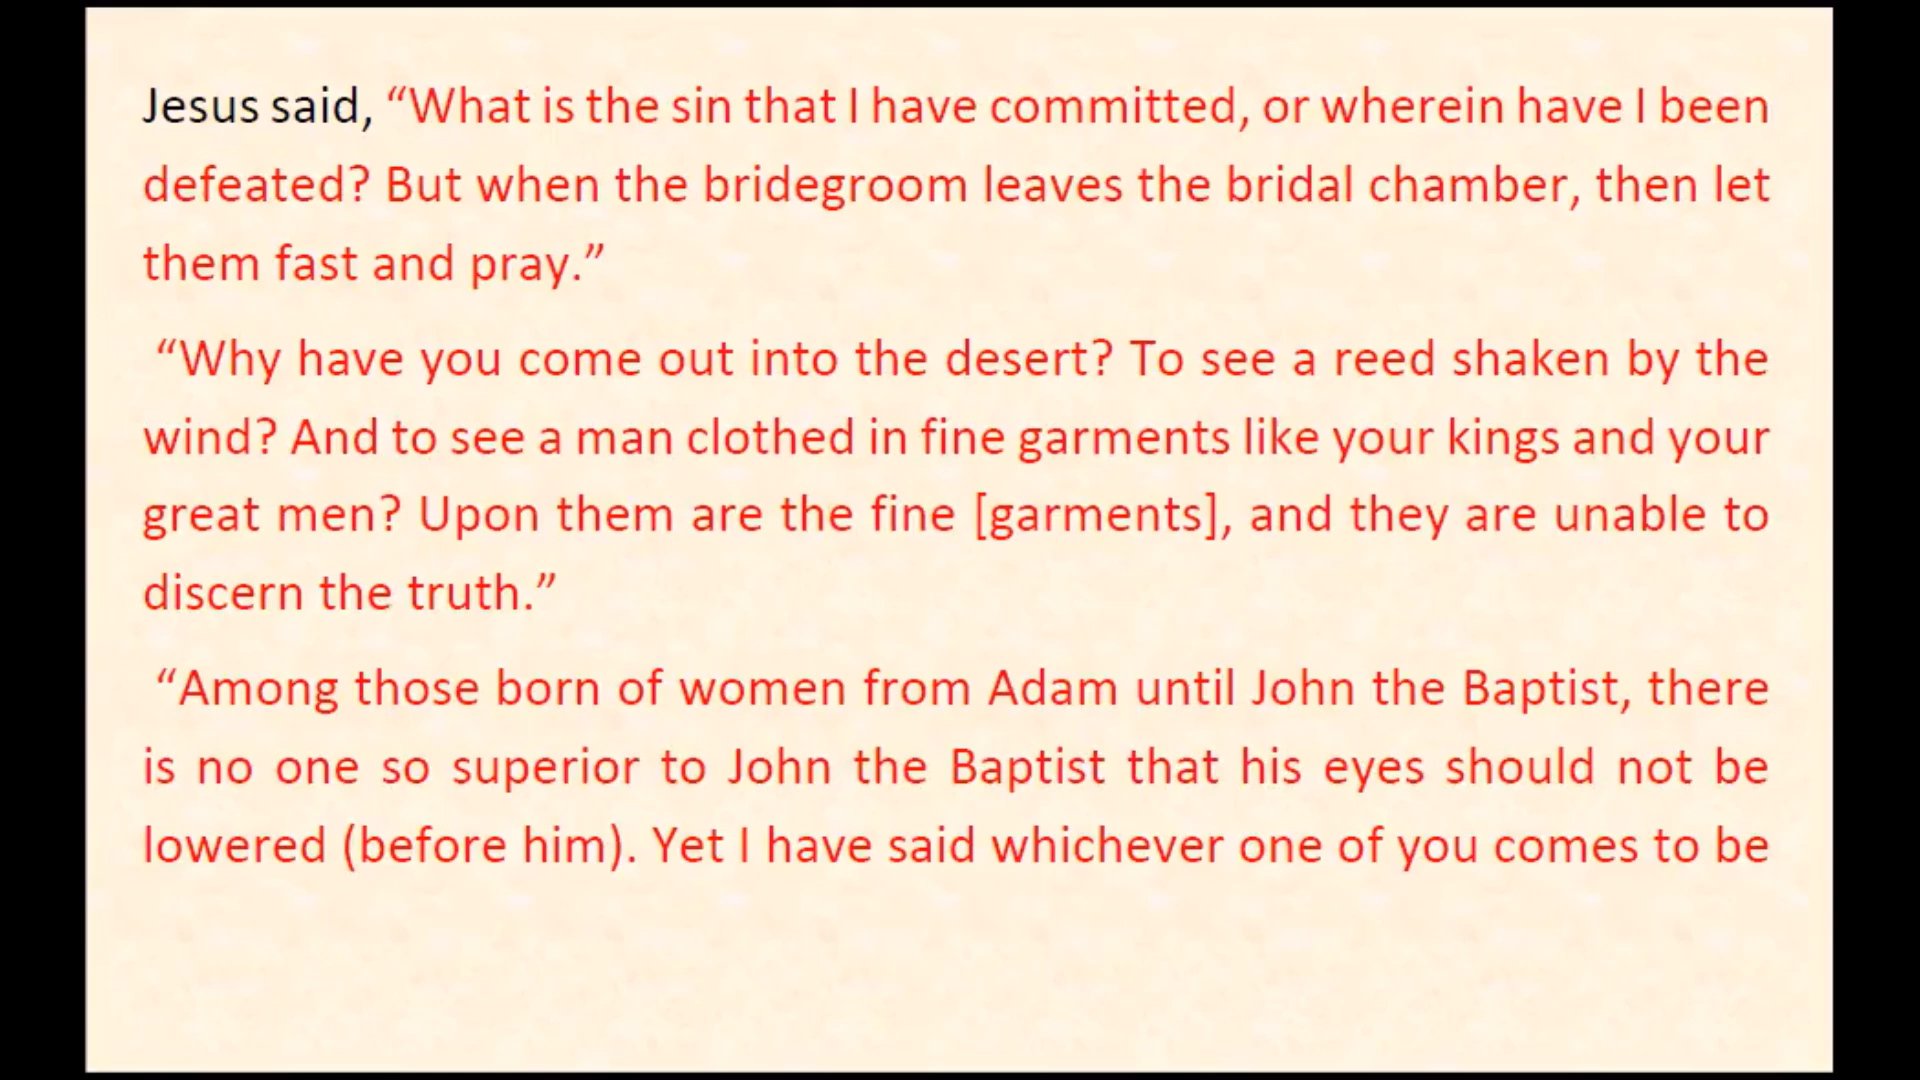 Jesus said, “What is the sin that I have committed, or wherein have I been
defeated? But when the bridegroom leaves the bridal chamber, then let
them fast and pray.”
“Why have you come out into the desert? To see a reed shaken by the
wind? And to see a man clothed in fine garments like your kings and your
great men? Upon them are the fine [garments], and they are unable to
discern the truth.”
“Among those born of women from Adam until John the Baptist, there
is no one so superior to John the Baptist that his eyes should not be
lowered (before him). Yet I have said whichever one of you comes to be